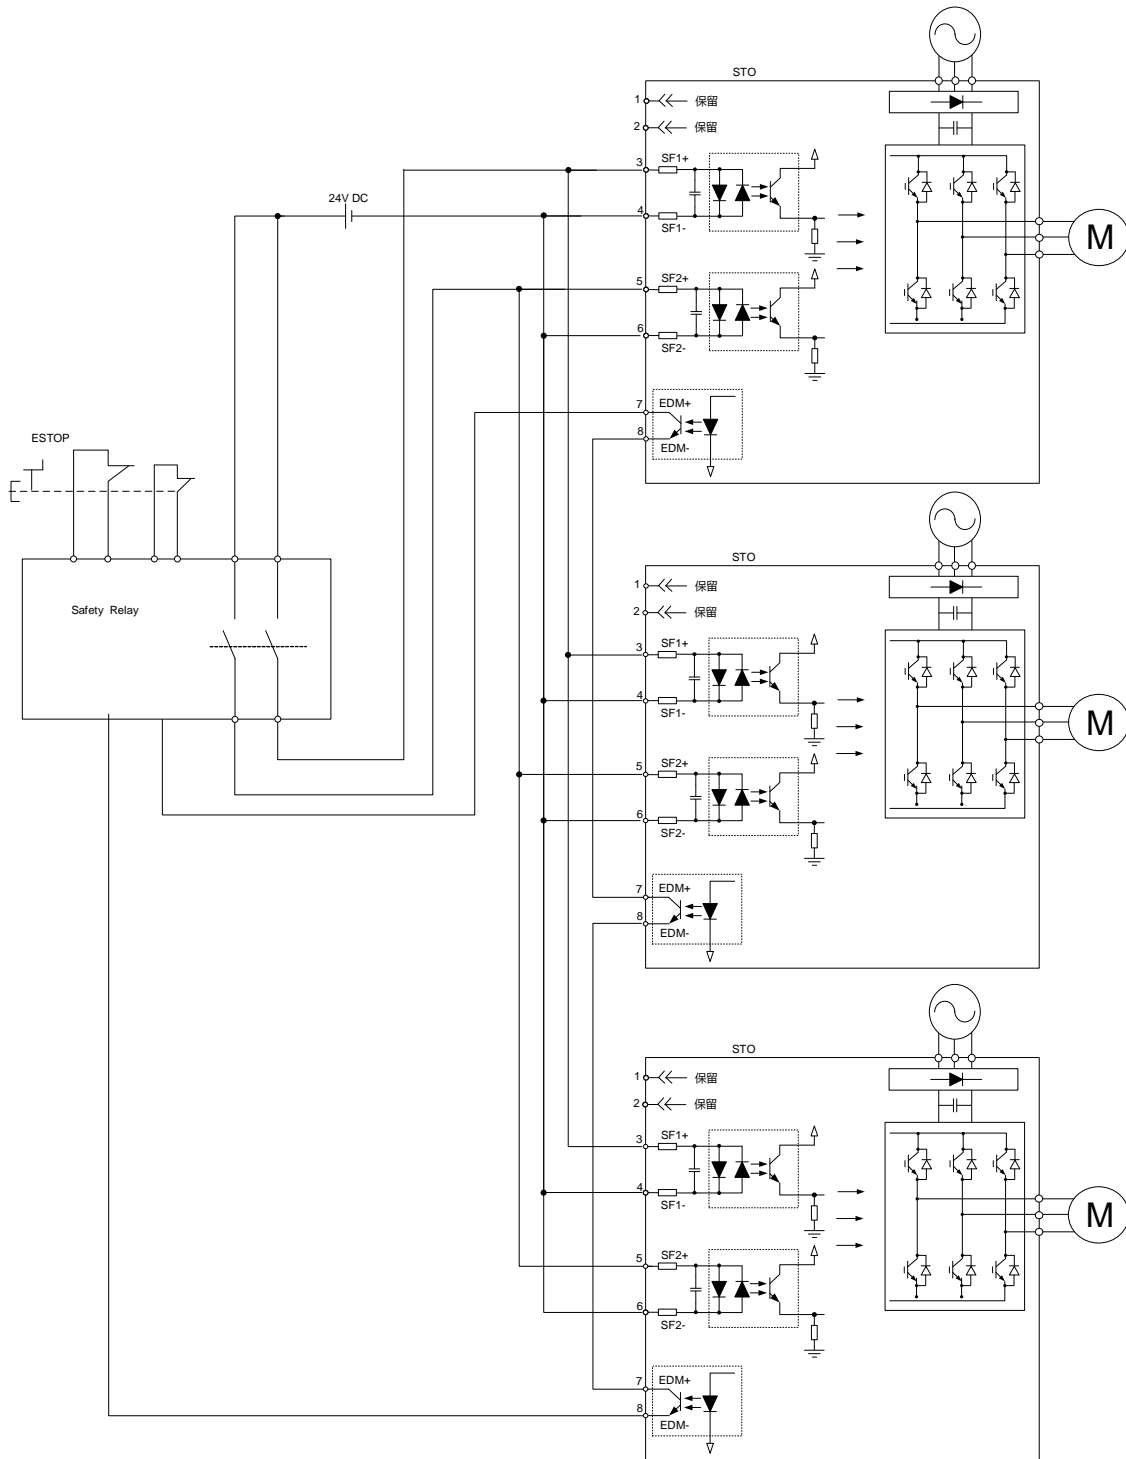 STO
1 保留
2 保留
3 SF1+
24V DC
4
SF1-
5 SF2+
6
SF2-
7 EDM+
8
EDM-
M
ESTOP
Safety Relay
STO
1 保留
2 保留
3 SF1+
4
SF1-
5 SF2+
6
SF2-
7 EDM+
8
EDM-
M
STO
1 保留
2 保留
3 SF1+
4
SF1-
5 SF2+
6
SF2-
7 EDM+
8
EDM-
M